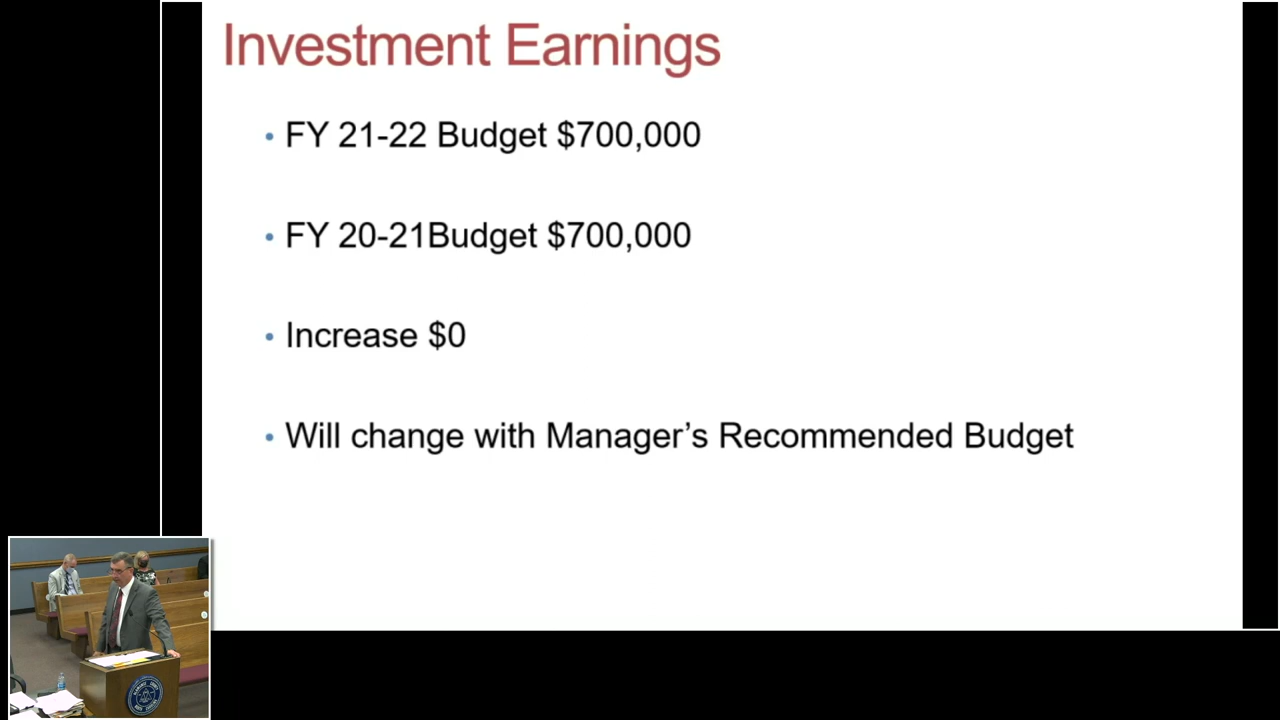 Investment Earnings
• FY 21-22 Budget $700,000
• FY 20-21Budget $700,000
• Increase $0
• Will change with Manager’s Recommended Budget